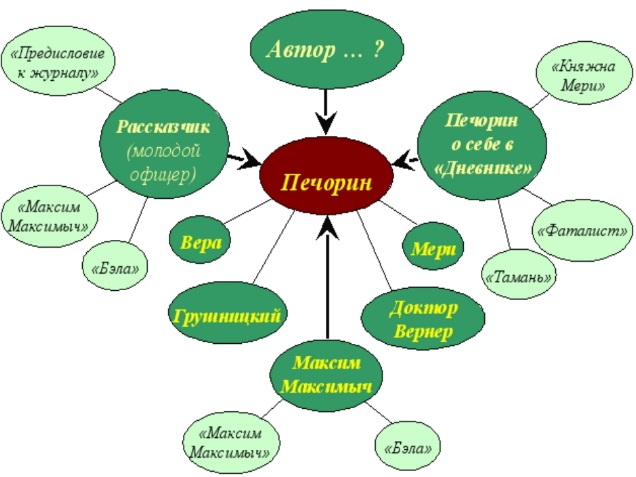 Автор … ?
«Предисловие
к журналу»
«Княжна
Мери»
Рассказчик
(молодой
офицер)
Печорин
о себе в
«Дневнике»
Печорин
«Максим
Максимыч»
«Бэла»
Вера
Мери
«Фаталист»
«Тамань»
Грушницкий
Доктор
Вернер
Максим
Максимыч
«Максим
Максимыч»
«Бэла»